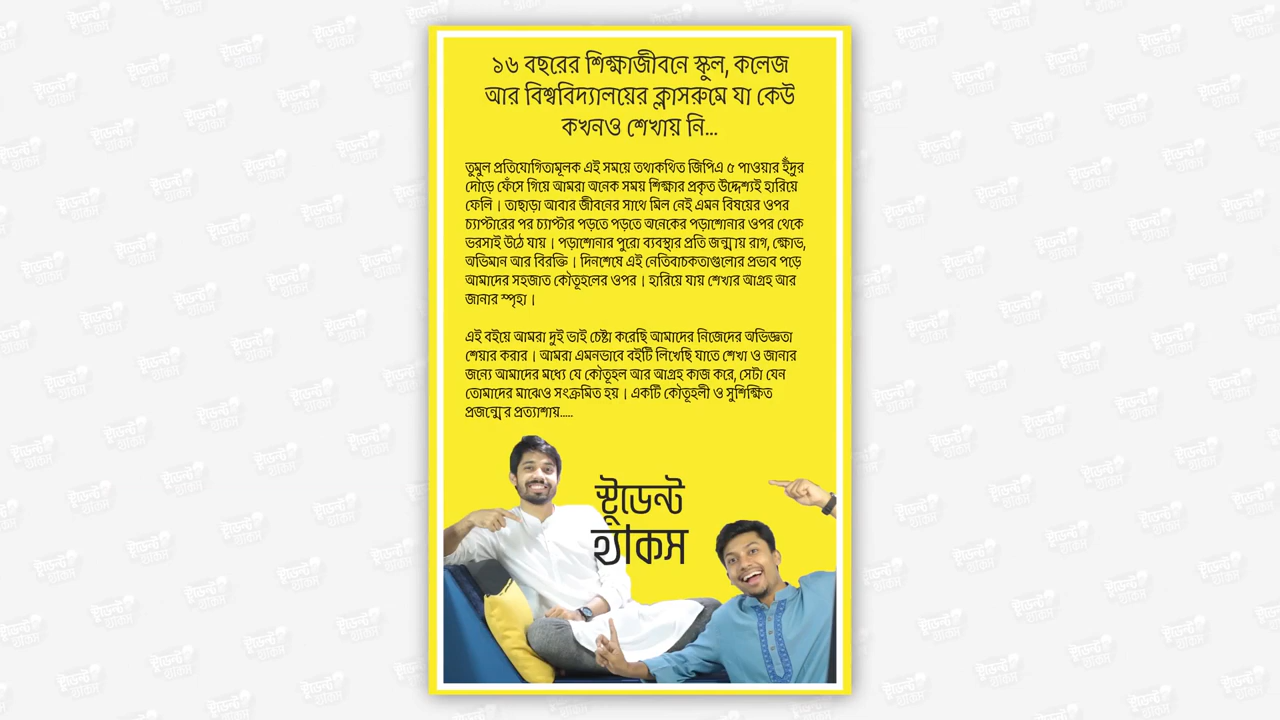 ১৬ বছরের শিক্ষাজীবনে স্কুল, কলেজ
আর বিশ্ববিদ্যালয়ের ক্লাসরুমে যা কেউ
কখনও শেখায় নি...
তুমুল প্রতিযোগিতামূলক এই সময়ে তথাকথিত জিপিএ ৫ পাওয়ার ইঁদুর
দৌড়ে ফেঁসে গিয়ে আমরা অনেক সময় শিক্ষার প্রকৃত উদ্দেশ্যই হারিয়ে
ফেলি । তাছাড়া আবার জীবনের সাথে মিল নেই এমন বিষয়ের ওপর
চ্যাপ্টারের পর চ্যাপ্টার পড়তে পড়তে অনেকের পড়াশোনার ওপর থেকে
ভরসাই উঠে যায় । পড়াশোনার পুরো ব্যবস্থার প্রতি জন্মায় রাগ, ক্ষোভ,
অভিমান আর বিরক্তি । দিনশেষে এই নেতিবাচকতাগুলোর প্রভাব পড়ে
আমাদের সহজাত কৌতূহলের ওপর । হারিয়ে যায় শেখার আগ্রহ আর
জানার স্পৃহা ।
এই বইয়ে আমরা দুই ভাই চেষ্টা করেছি আমাদের নিজেদের অভিজ্ঞতা
শেয়ার করার । আমরা এমনভাবে বইটি লিখেছি যাতে শেখা ও জানার
জন্যে আমাদের মধ্যে যে কৌতূহল আর আগ্রহ কাজ করে, সেটা যেন
তোমাদের মাঝেও সংক্রমিত হয় । একটি কৌতূহলী ও সুশিক্ষিত
প্রজন্মের প্রত্যাশায়.....
স্টুডেন্ট
হ্যাকস